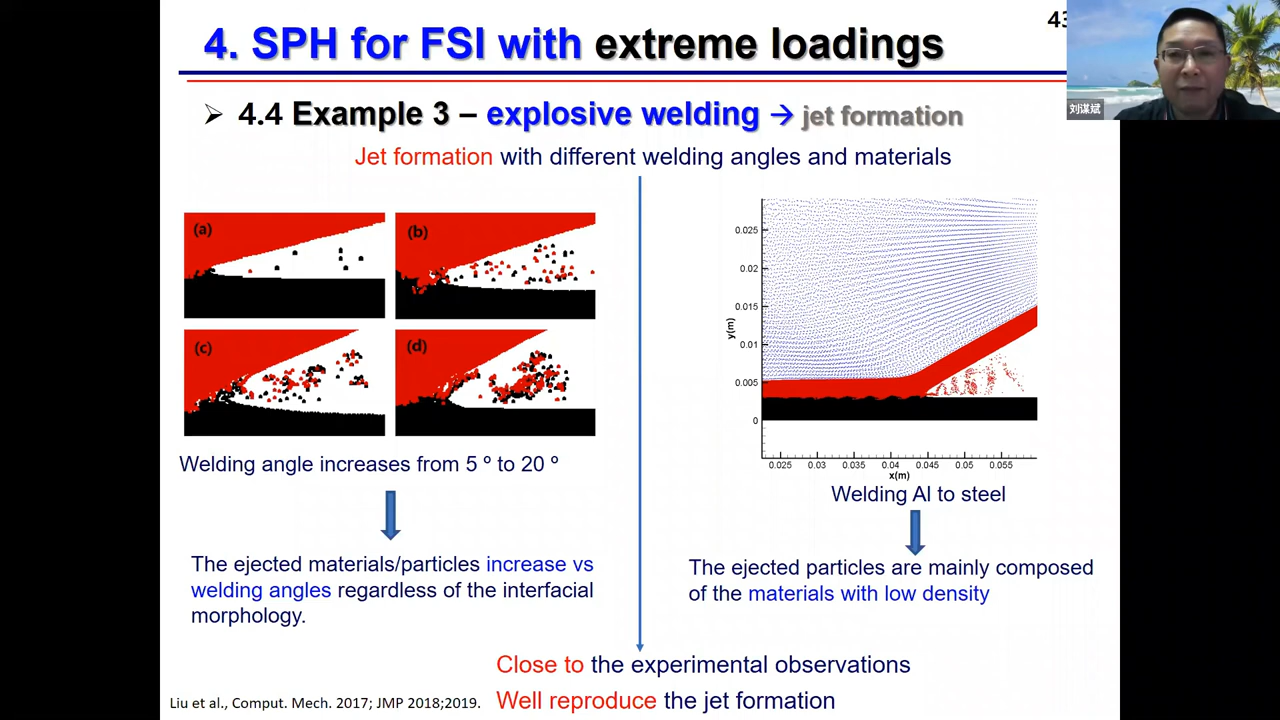 4. SPH for FSI with extreme loadings
刘谋斌
➢ 4.4 Example 3 – explosive welding → jet formation
Jet formation with different welding angles and materials
(a)
(b)
(c)
(d)
Welding angle increases from 5 º to 20 º
The ejected materials/particles increase vs
welding angles regardless of the interfacial
morphology.
y(m)
0.025
0.02
0.015
0.01
0.005
0
0.025 0.03 0.035 0.04 0.045 0.05 0.055
x(m)
Welding Al to steel
The ejected particles are mainly composed
of the materials with low density
Close to the experimental observations
Well reproduce the jet formation
Liu et al., Comput. Mech. 2017; JMP 2018;2019.